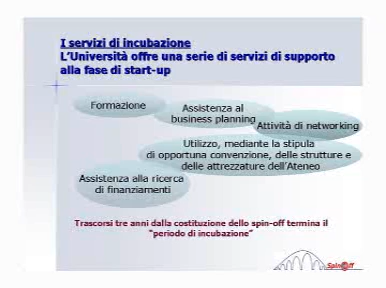 I servizi di incubazione
L'Università offre una serie di servizi di supporto
alla fase di start-up
Formazione
Assistenza al
business planning
Attività di networking
Utilizzo, mediante la stipula
di opportuna convenzione, delle strutture e
delle attrezzature dell'Ateneo
Assistenza alla ricerca
di finanziamenti
Trascorsi tre anni dalla costituzione dello spin-off termina il
"periodo di incubazione"
Spin@ff